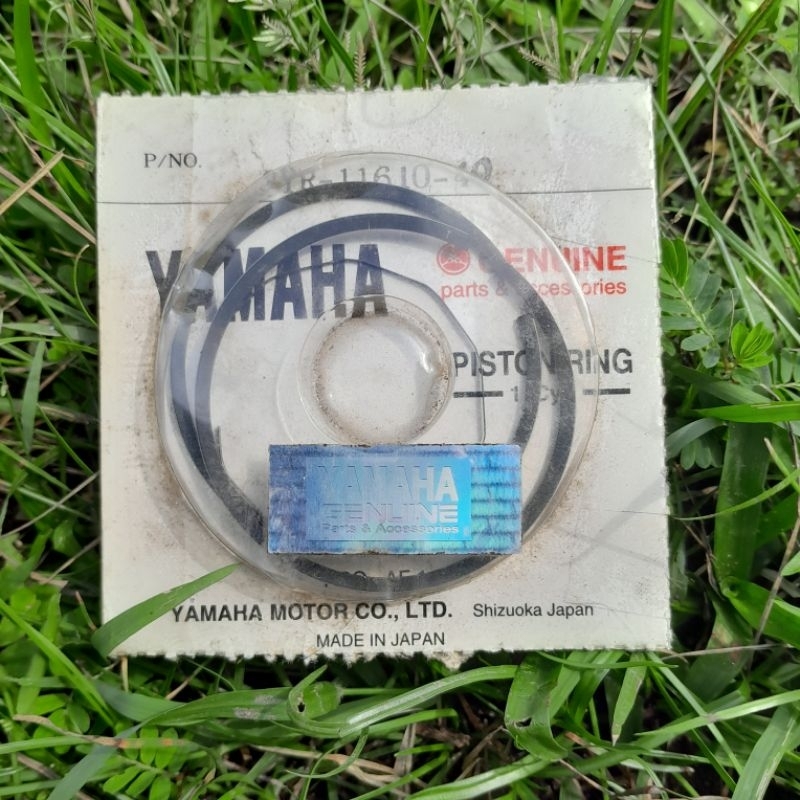 P/NO.
YAMAHA
GENUINE
parts & accessories
PISTON RING
YAMAHA
GENUINE
Parts & Accessories
YAMAHA MOTOR CO., LTD. Shizuoka Japan
MADE IN JAPAN